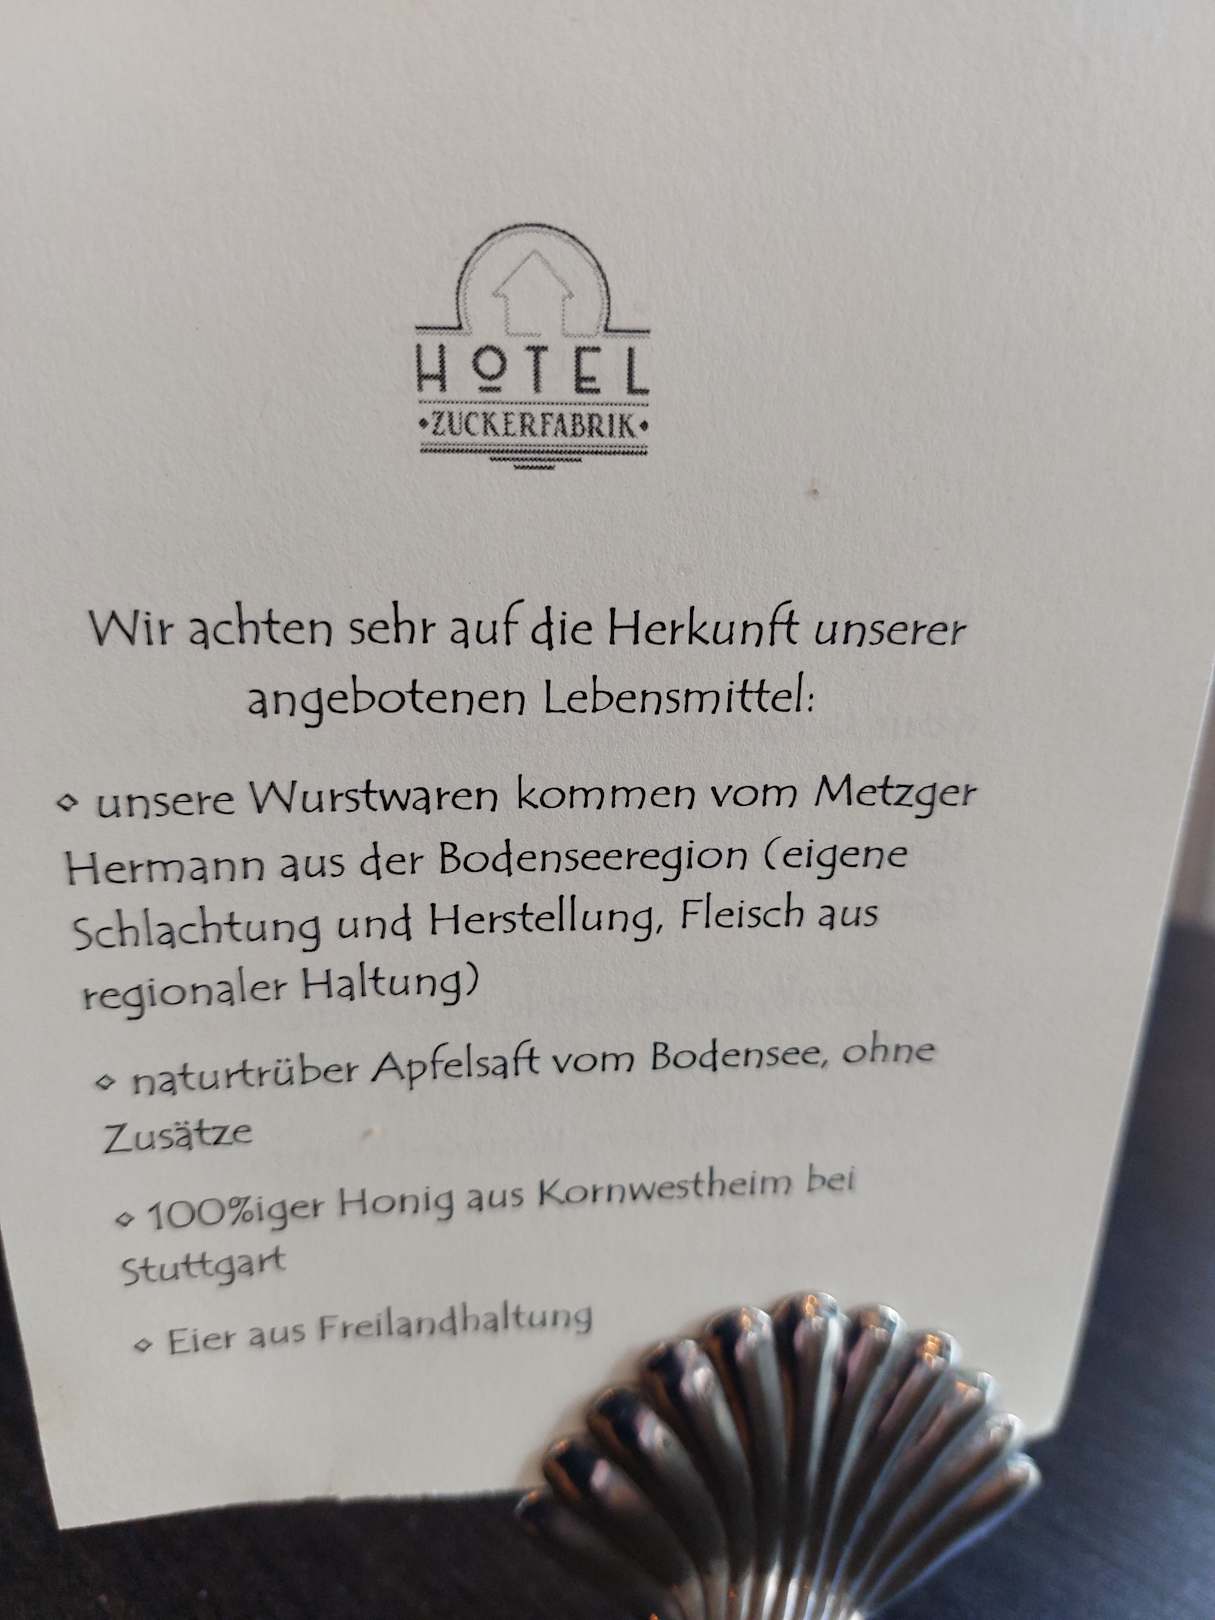 HOTEL
•ZUCKERFABRIK•
Wir achten sehr auf die Herkunft unserer
angebotenen Lebensmittel:
⋄ unsere Wurstwaren kommen vom Metzger
Hermann aus der Bodenseeregion (eigene
Schlachtung und Herstellung, Fleisch aus
regionaler Haltung)
⋄ naturtrüber Apfelsaft vom Bodensee, ohne
Zusätze
⋄ 100%iger Honig aus Kornwestheim bei
Stuttgart
⋄ Eier aus Freilandhaltung